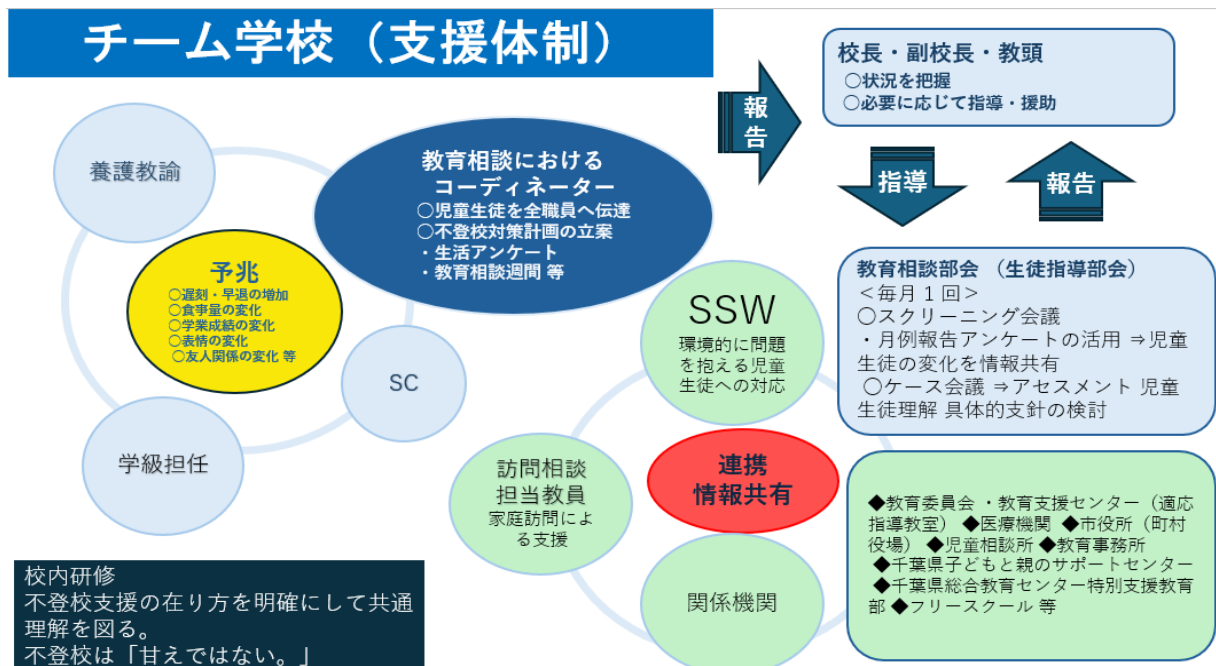 チーム学校（支援体制）
報告
校長・副校長・教頭
○状況を把握
○必要に応じて指導・援助
指導
報告
養護教諭
教育相談における
コーディネーター
○児童生徒を全職員へ伝達
○不登校対策計画の立案
・生活アンケート
・教育相談週間 等
予兆
○遅刻・早退の増加
○食事量の変化
○学業成績の変化
○表情の変化
○友人関係の変化 等
SC
学級担任
SSW
環境的に問題
を抱える児童
生徒への対応
教育相談部会 （生徒指導部会）
＜毎月１回＞
○スクリーニング会議
・月例報告アンケートの活用 ⇒児童
生徒の変化を情報共有
○ケース会議 ⇒アセスメント 児童
生徒理解 具体的支針の検討
訪問相談
担当教員
家庭訪問によ
る支援
連携
情報共有
関係機関
◆教育委員会 ・教育支援センター（適応
指導教室）◆医療機関 ◆市役所（町村
役場） ◆児童相談所 ◆教育事務所
◆千葉県子どもと親のサポートセンター
◆千葉県総合教育センター特別支援教育
部 ◆フリースクール 等
校内研修
不登校支援の在り方を明確にして共通
理解を図る。
不登校は「甘えではない。」